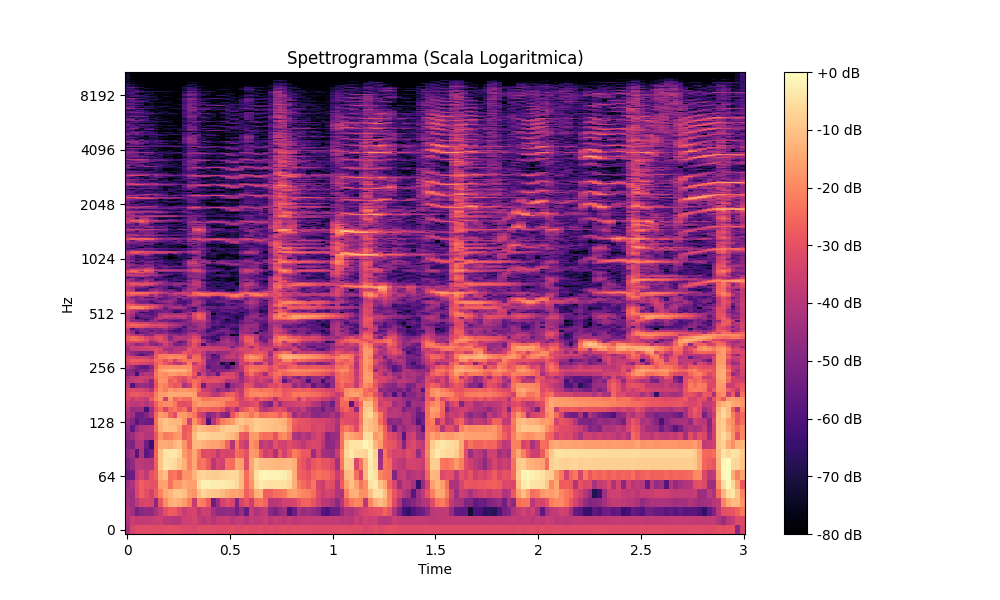 Spettrogramma (Scala Logaritmica)
Hz
8192
4096
2048
1024
512
256
128
64
0
0
0.5
1
1.5
2
2.5
3
Time
+0 dB
-10 dB
-20 dB
-30 dB
-40 dB
-50 dB
-60 dB
-70 dB
-80 dB